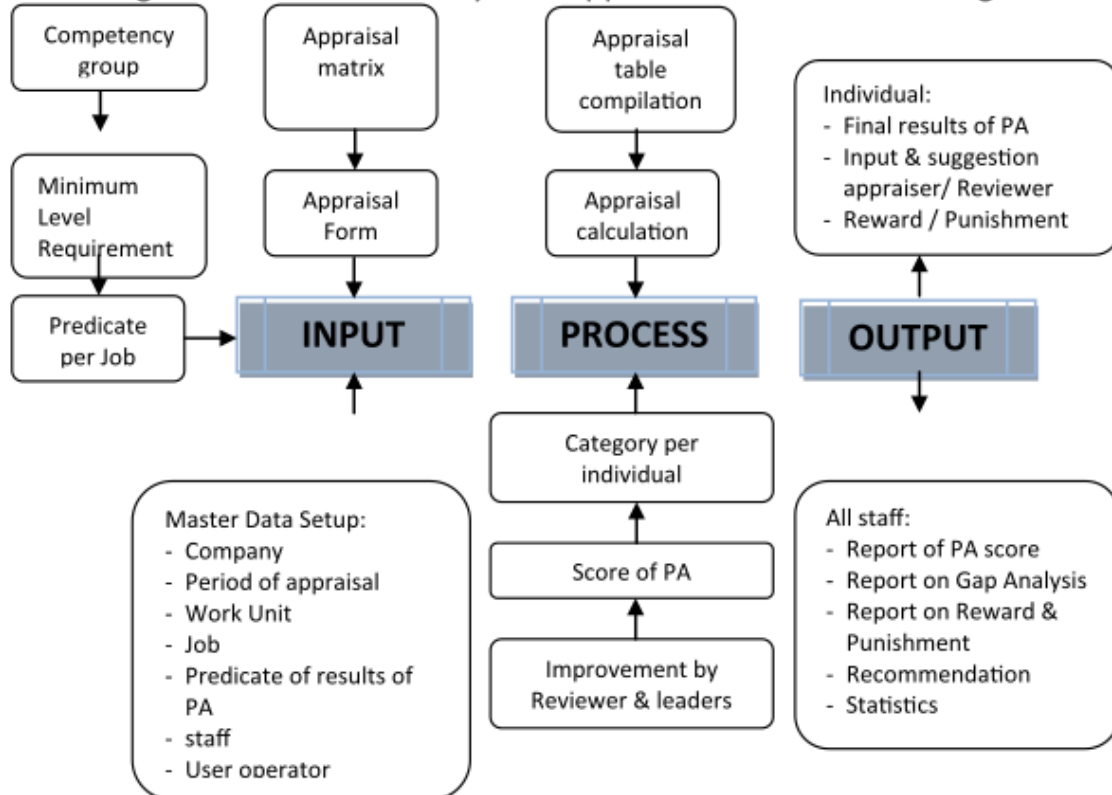 Competency
group
Appraisal
matrix
Appraisal
table
compilation
Individual:
- Final results of PA
- Input & suggestion
appraiser/ Reviewer
- Reward / Punishment
Minimum
Level
Requirement
Appraisal
Form
Appraisal
calculation
Predicate
per Job
INPUT
PROCESS
OUTPUT
Category per
individual
Master Data Setup:
- Company
- Period of appraisal
- Work Unit
- Job
- Predicate of results of
PA
- staff
- User operator
Score of PA
Improvement by
Reviewer & leaders
All staff:
- Report of PA score
- Report on Gap Analysis
- Report on Reward &
Punishment
- Recommendation
- Statistics